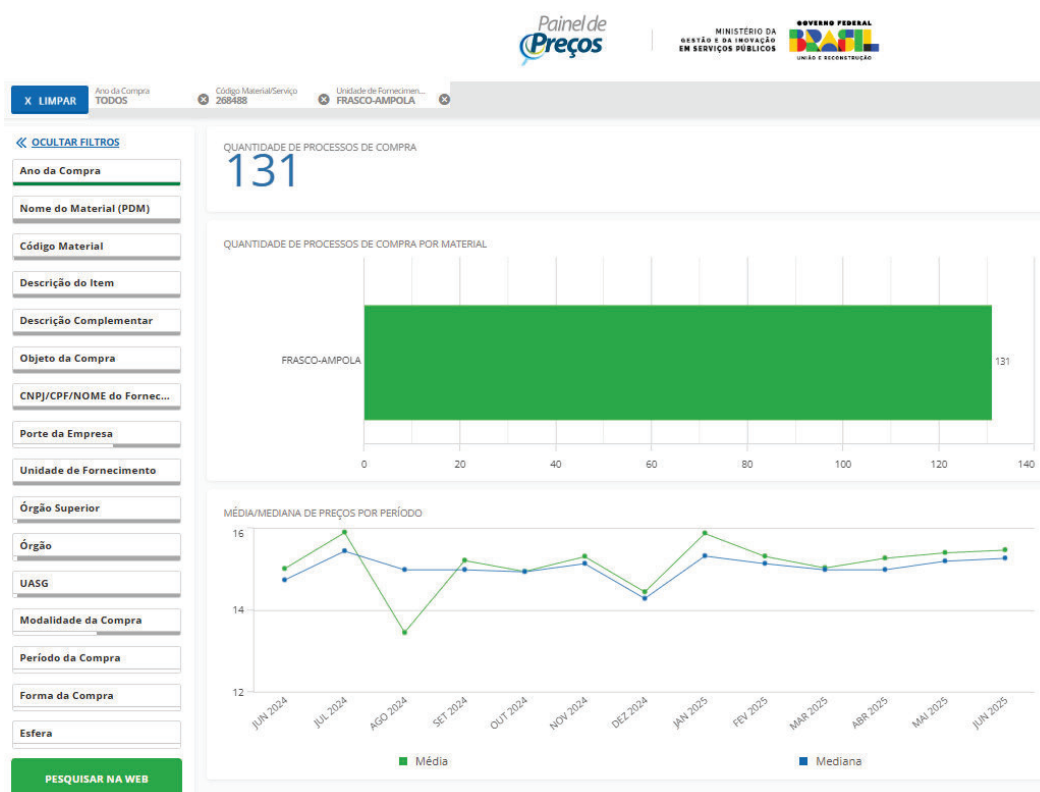 Painel de
Preços
MINISTÉRIO DA
GESTÃO E DA INOVAÇÃO
EM SERVIÇOS PÚBLICOS
GOVERNO FEDERAL
BRASIL
UNIÃO E RECONSTRUÇÃO
X LIMPAR
Ano da Compra
TODOS
Código Material/Serviço
268488
Unidade de Fornecimen...
FRASCO-AMPOLA
OCULTAR FILTROS
Ano da Compra
Nome do Material (PDM)
Código Material
Descrição do Item
Descrição Complementar
Objeto da Compra
CNPJ/CPF/NOME do Fornec...
Porte da Empresa
Unidade de Fornecimento
Órgão Superior
Órgão
UASG
Modalidade da Compra
Período da Compra
Forma da Compra
Esfera
PESQUISAR NA WEB
QUANTIDADE DE PROCESSOS DE COMPRA
131
QUANTIDADE DE PROCESSOS DE COMPRA POR MATERIAL
FRASCO-AMPOLA
131
0 20 40 60 80 100 120 140
MÉDIA/MEDIANA DE PREÇOS POR PERÍODO
16
14
12
JUN 2024 JUL 2024 AGO 2024 SET 2024 OUT 2024 NOV 2024 DEZ 2024 JAN 2025 FEV 2025 MAR 2025 ABR 2025 MAI 2025 JUN 2025
Média Mediana